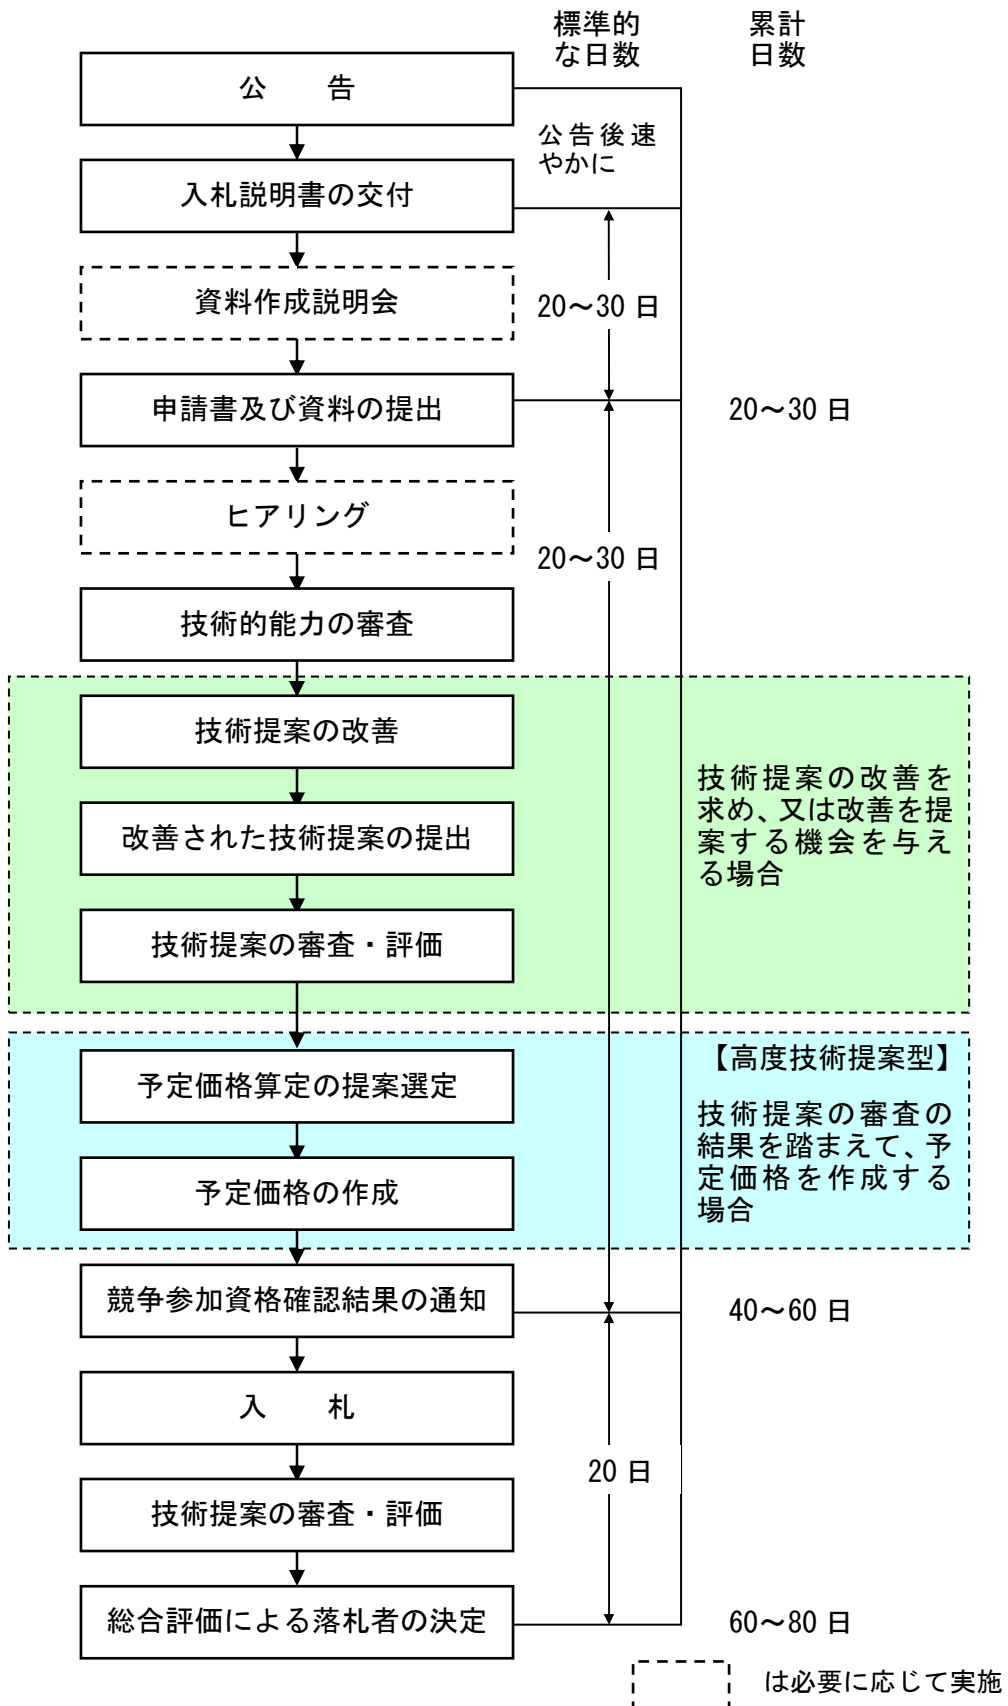 標準的
な日数
累計
日数
公　　告
公告後速
やかに
入札説明書の交付
資料作成説明会
20～30 日
申請書及び資料の提出
20～30 日
ヒアリング
20～30 日
技術的能力の審査
技術提案の改善
技術提案の改善を
求め、又は改善を提
案する機会を与え
る場合
改善された技術提案の提出
技術提案の審査・評価
【高度技術提案型】
予定価格算定の提案選定
技術提案の審査の
結果を踏まえて、予
定価格を作成する
場合
予定価格の作成
競争参加資格確認結果の通知
40～60 日
入　　札
20 日
技術提案の審査・評価
総合評価による落札者の決定
60～80 日
は必要に応じて実施